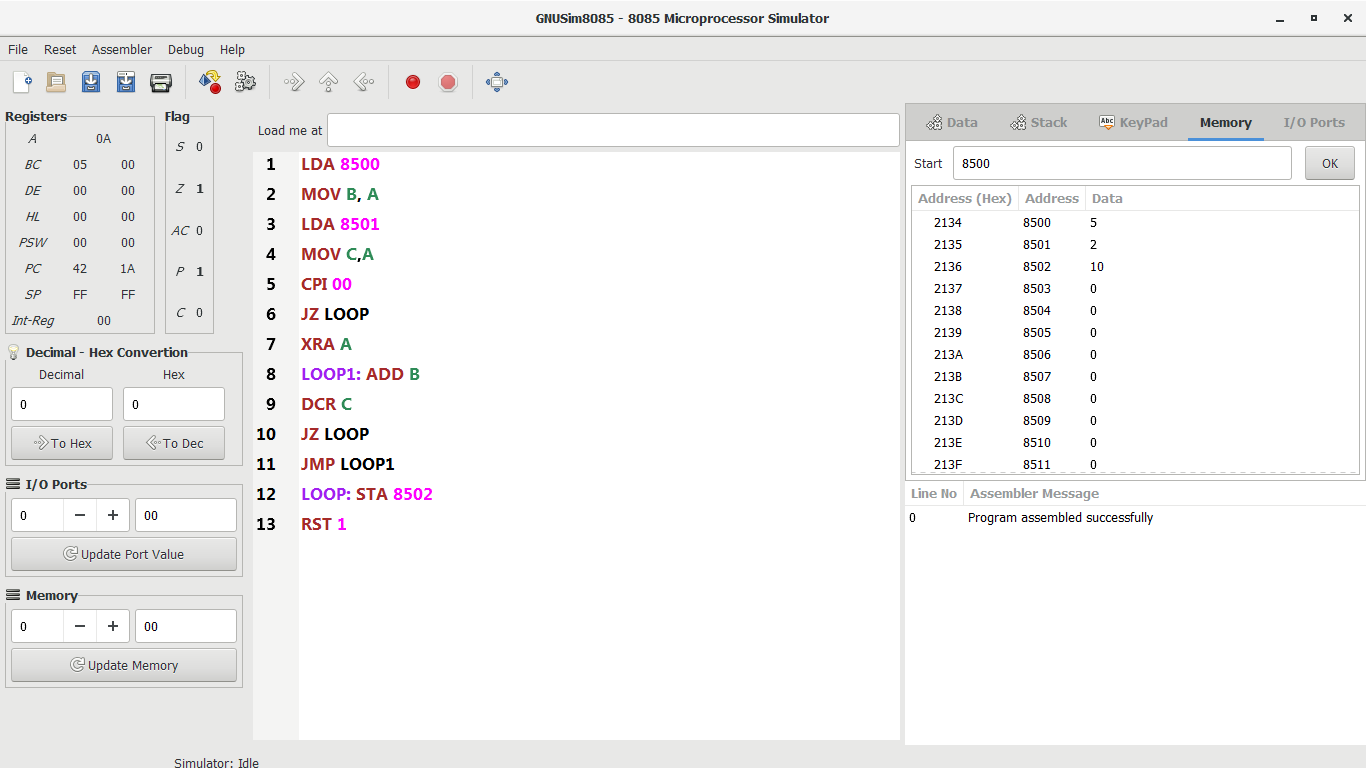 GNUSim8085 - 8085 Microprocessor Simulator
File Reset Assembler Debug Help
Registers
A 0A
BC 05 00
DE 00 00
HL 00 00
PSW 00 00
PC 42 1A
SP FF FF
Int-Reg 00
Flag
S 0
Z 1
AC 0
P 1
C 0
Decimal - Hex Convertion
Decimal Hex
0 0
To Hex To Dec
I/O Ports
0 − + 00
Update Port Value
Memory
0 − + 00
Update Memory
Load me at
1 LDA 8500
2 MOV B, A
3 LDA 8501
4 MOV C,A
5 CPI 00
6 JZ LOOP
7 XRA A
8 LOOP1: ADD B
9 DCR C
10 JZ LOOP
11 JMP LOOP1
12 LOOP: STA 8502
13 RST 1
Data Stack Abc KeyPad Memory I/O Ports
Start 8500 OK
Address (Hex) Address Data
2134 8500 5
2135 8501 2
2136 8502 10
2137 8503 0
2138 8504 0
2139 8505 0
213A 8506 0
213B 8507 0
213C 8508 0
213D 8509 0
213E 8510 0
213F 8511 0
Line No Assembler Message
0 Program assembled successfully
Simulator: Idle